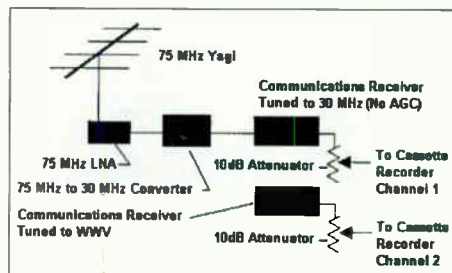 75 MHz Yagi
Communications Receiver
Tuned to 30 MHz (No AGC)
75 MHz LNA
10dB Attenuator
To Cassette
Recorder
Channel 1
75 MHz to 30 MHz Converter
Communications Receiver
Tuned to WWV
10dB Attenuator
To Cassette
Recorder
Channel 2